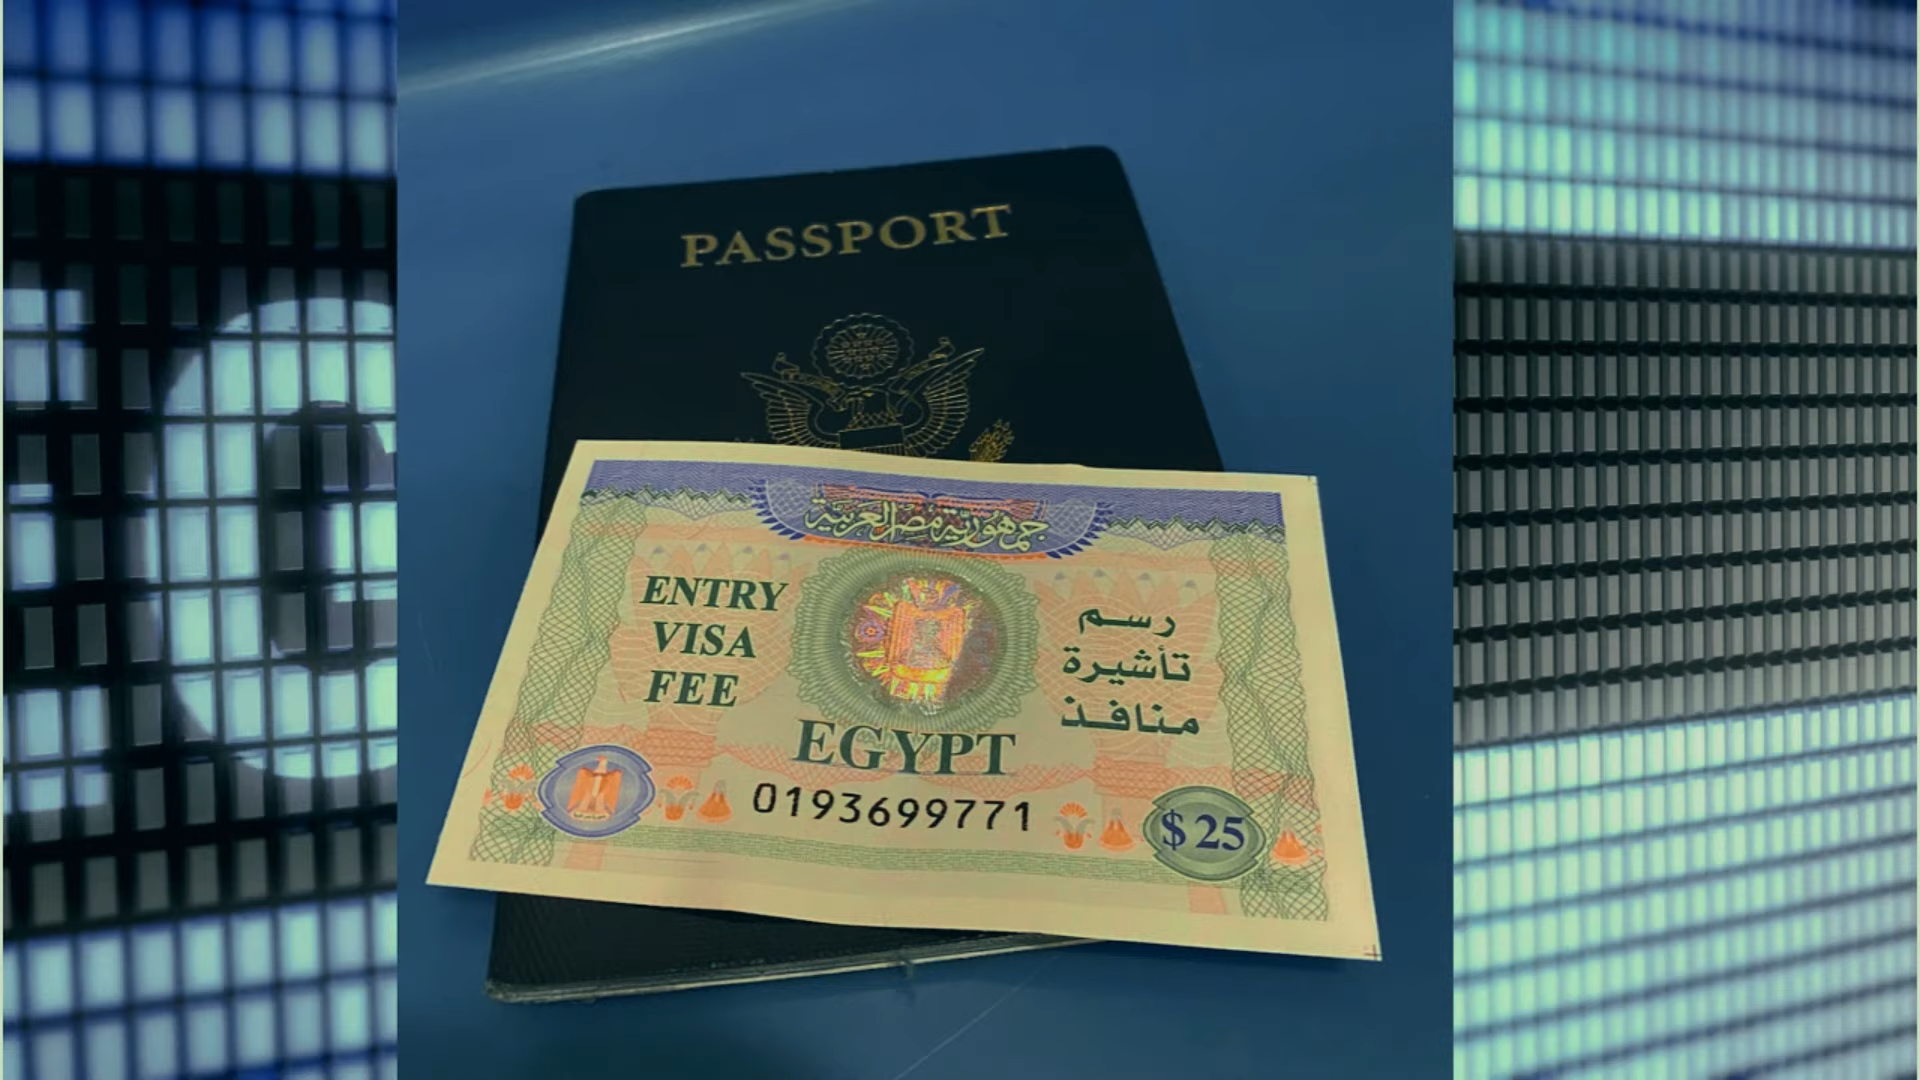 PASSPORT
جمهورية مصر العربية
ENTRY
VISA
FEE
رسم
تأشيرة
منافذ
EGYPT
0193699771
$ 25